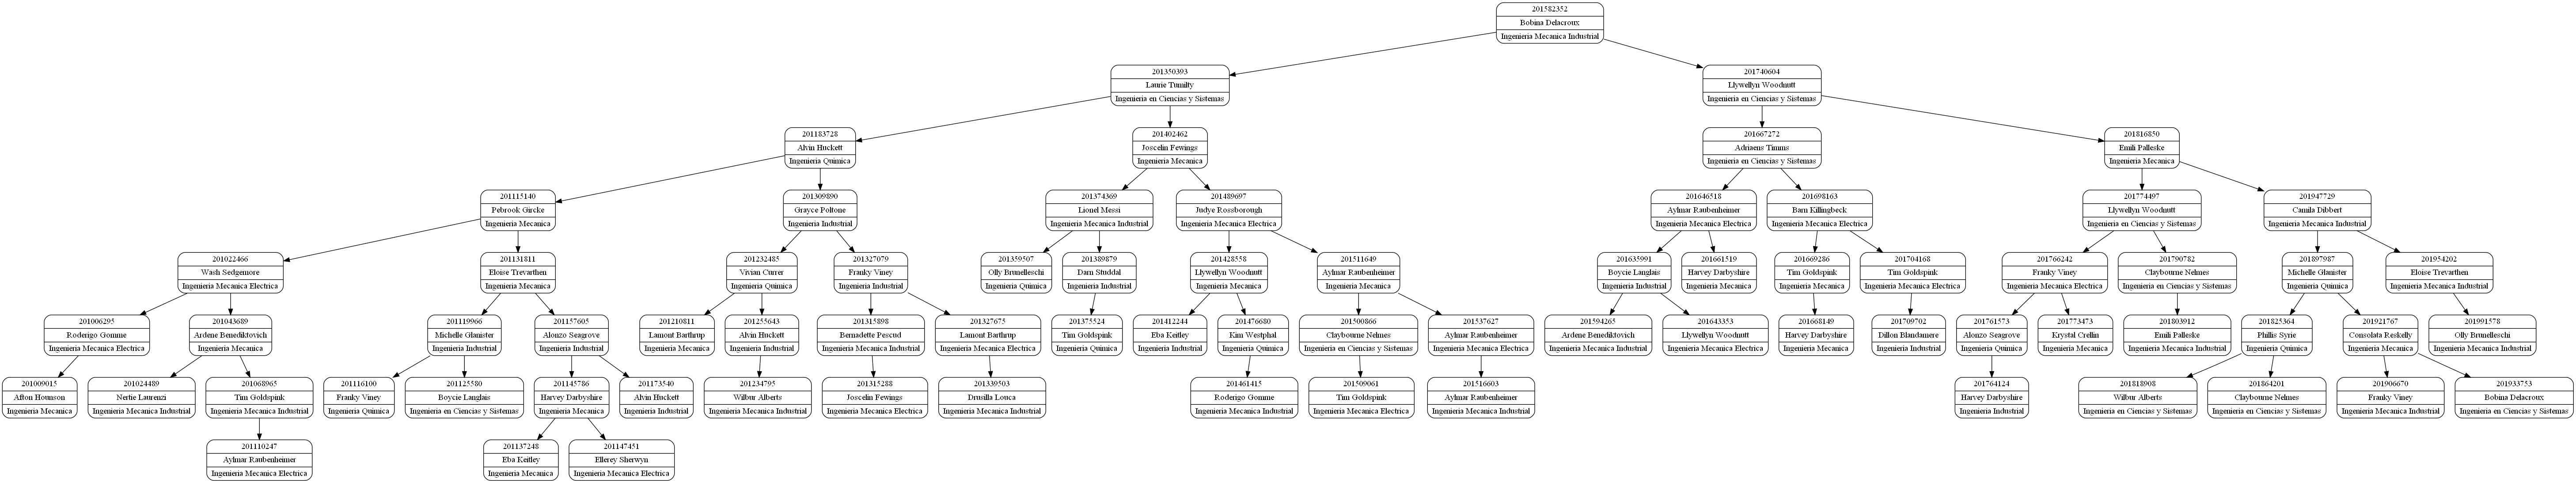 201582352
Bobina Delacroux
Ingenieria Mecanica Industrial
201350393
Laurie Tumilty
Ingenieria en Ciencias y Sistemas
201740604
Llywellyn Woodnutt
Ingenieria en Ciencias y Sistemas
201183728
Alvin Huckett
Ingenieria Quimica
201402462
Joscelin Fewings
Ingenieria Mecanica
201667272
Adriaens Timms
Ingenieria en Ciencias y Sistemas
201816850
Emili Palleske
Ingenieria Mecanica
201115140
Pebrook Gircke
Ingenieria Mecanica
201309890
Grayce Poltone
Ingenieria Industrial
201374369
Lionel Messi
Ingenieria Mecanica Industrial
201489697
Judye Rossborough
Ingenieria Mecanica Electrica
201646518
Aylmar Raubenheimer
Ingenieria Mecanica Electrica
201698163
Barn Killingbeck
Ingenieria Mecanica Electrica
201774497
Llywellyn Woodnutt
Ingenieria en Ciencias y Sistemas
201947729
Camila Dibbert
Ingenieria Mecanica Industrial
201022466
Wash Sedgemore
Ingenieria Mecanica Electrica
201131811
Eloise Trevarthen
Ingenieria Mecanica
201232485
Vivian Currer
Ingenieria Quimica
201327079
Franky Viney
Ingenieria Industrial
201359507
Olly Brunelleschi
Ingenieria Quimica
201389879
Darn Studdal
Ingenieria Industrial
201428558
Llywellyn Woodnutt
Ingenieria Mecanica
201511649
Aylmar Raubenheimer
Ingenieria Mecanica
201635991
Boycie Langlais
Ingenieria Industrial
201661519
Harvey Darbyshire
Ingenieria Mecanica
201669286
Tim Goldspink
Ingenieria Mecanica
201704168
Tim Goldspink
Ingenieria Mecanica Electrica
201766242
Franky Viney
Ingenieria Mecanica Electrica
201790782
Claybourne Nelmes
Ingenieria en Ciencias y Sistemas
201897987
Michelle Glanister
Ingenieria Quimica
201954202
Eloise Trevarthen
Ingenieria Mecanica Industrial
201006295
Roderigo Gomme
Ingenieria Mecanica Electrica
201043689
Ardene Benediktovich
Ingenieria Mecanica
201119966
Michelle Glanister
Ingenieria Industrial
201157605
Alonzo Seagrove
Ingenieria Industrial
201210811
Lamont Barthrup
Ingenieria Mecanica
201255643
Alvin Huckett
Ingenieria Industrial
201315898
Bernadette Pescud
Ingenieria Mecanica Industrial
201327675
Lamont Barthrup
Ingenieria Mecanica Electrica
201375524
Tim Goldspink
Ingenieria Quimica
201412244
Eba Keitley
Ingenieria Industrial
201476680
Kim Westphal
Ingenieria Quimica
201500866
Claybourne Nelmes
Ingenieria en Ciencias y Sistemas
201537627
Aylmar Raubenheimer
Ingenieria Mecanica Electrica
201594265
Ardene Benediktovich
Ingenieria Mecanica Industrial
201643353
Llywellyn Woodnutt
Ingenieria Mecanica Industrial
201668149
Harvey Darbyshire
Ingenieria Mecanica
201709702
Dillon Blandamere
Ingenieria Industrial
201761573
Alonzo Seagrove
Ingenieria Quimica
201773473
Krystal Crellin
Ingenieria Mecanica
201803912
Emili Palleske
Ingenieria Mecanica Industrial
201825364
Phillis Syrie
Ingenieria Quimica
201921767
Consolata Reskelly
Ingenieria Mecanica
201991578
Olly Brunelleschi
Ingenieria Mecanica Industrial
201009015
Afton Hounson
Ingenieria Mecanica
201024489
Nertie Laurenzi
Ingenieria Mecanica Industrial
201068965
Tim Goldspink
Ingenieria Mecanica Industrial
201116100
Franky Viney
Ingenieria Quimica
201125580
Boycie Langlais
Ingenieria en Ciencias y Sistemas
201145786
Harvey Darbyshire
Ingenieria Mecanica
201173540
Alvin Huckett
Ingenieria Industrial
201234795
Wilbur Alberts
Ingenieria Mecanica Industrial
201315288
Joscelin Fewings
Ingenieria Mecanica Electrica
201339503
Drusilla Louca
Ingenieria Mecanica Industrial
201461415
Roderigo Gomme
Ingenieria Mecanica Industrial
201509061
Tim Goldspink
Ingenieria Mecanica Electrica
201516603
Aylmar Raubenheimer
Ingenieria Mecanica Industrial
201764124
Harvey Darbyshire
Ingenieria Industrial
201818908
Wilbur Alberts
Ingenieria en Ciencias y Sistemas
201864201
Claybourne Nelmes
Ingenieria en Ciencias y Sistemas
201906670
Franky Viney
Ingenieria Mecanica Industrial
201933753
Bobina Delacroux
Ingenieria en Ciencias y Sistemas
201110247
Aylmar Raubenheimer
Ingenieria Mecanica Electrica
201137248
Eba Keitley
Ingenieria Mecanica
201147451
Ellerey Sherwyn
Ingenieria Mecanica Electrica